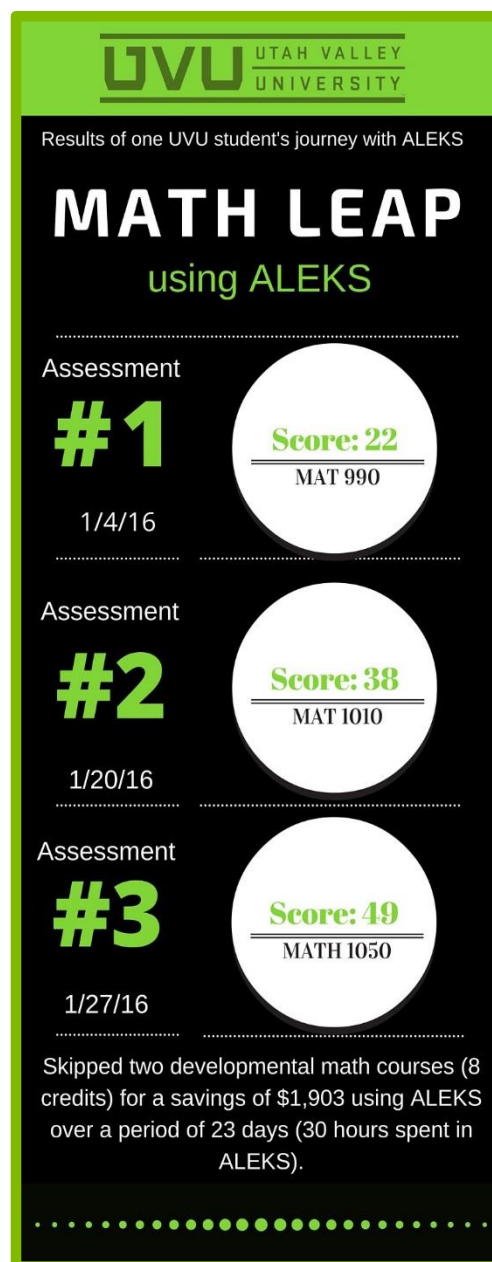 UVU UTAH VALLEY
UNIVERSITY
Results of one UVU student's journey with ALEKS
MATH LEAP
using ALEKS
Assessment
#1
1/4/16
Score: 22
MAT 990
Assessment
#2
1/20/16
Score: 38
MAT 1010
Assessment
#3
1/27/16
Score: 49
MATH 1050
Skipped two developmental math courses (8
credits) for a savings of $1,903 using ALEKS
over a period of 23 days (30 hours spent in
ALEKS).